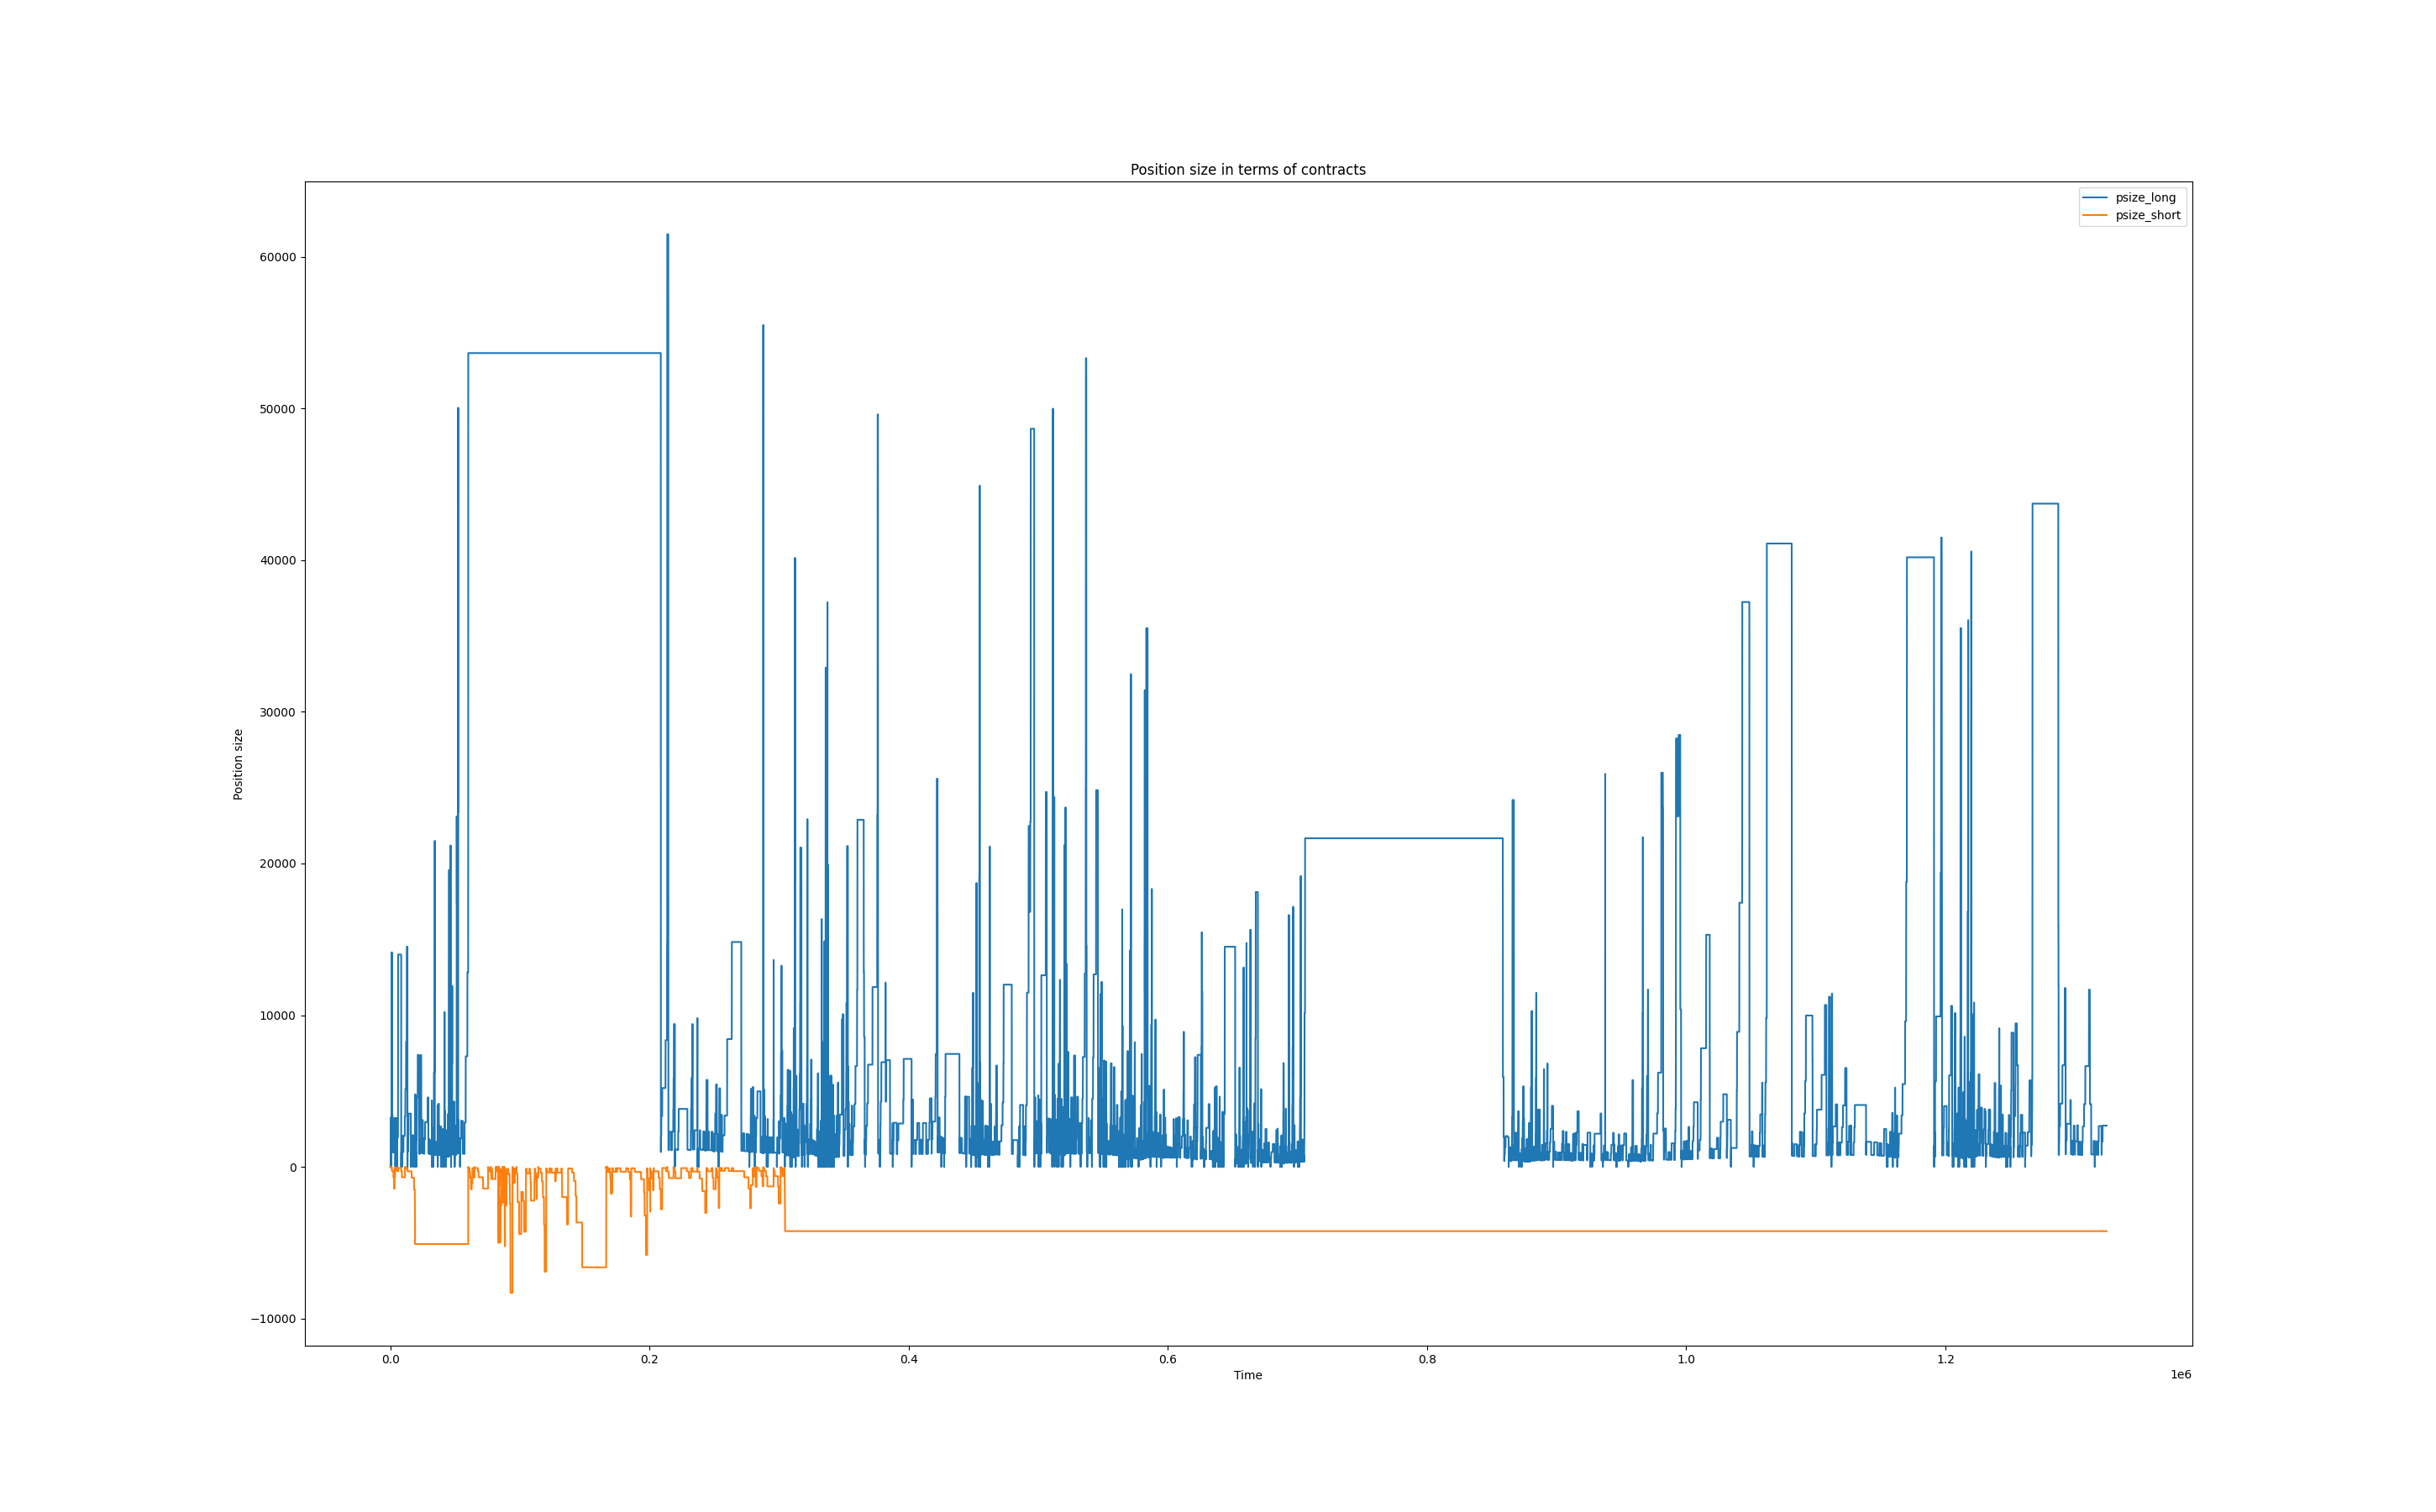 Position size in terms of contracts
psize_long
psize_short
Position size
60000
50000
40000
30000
20000
10000
0
−10000
0.0
0.2
0.4
0.6
0.8
1.0
1.2
Time
1e6